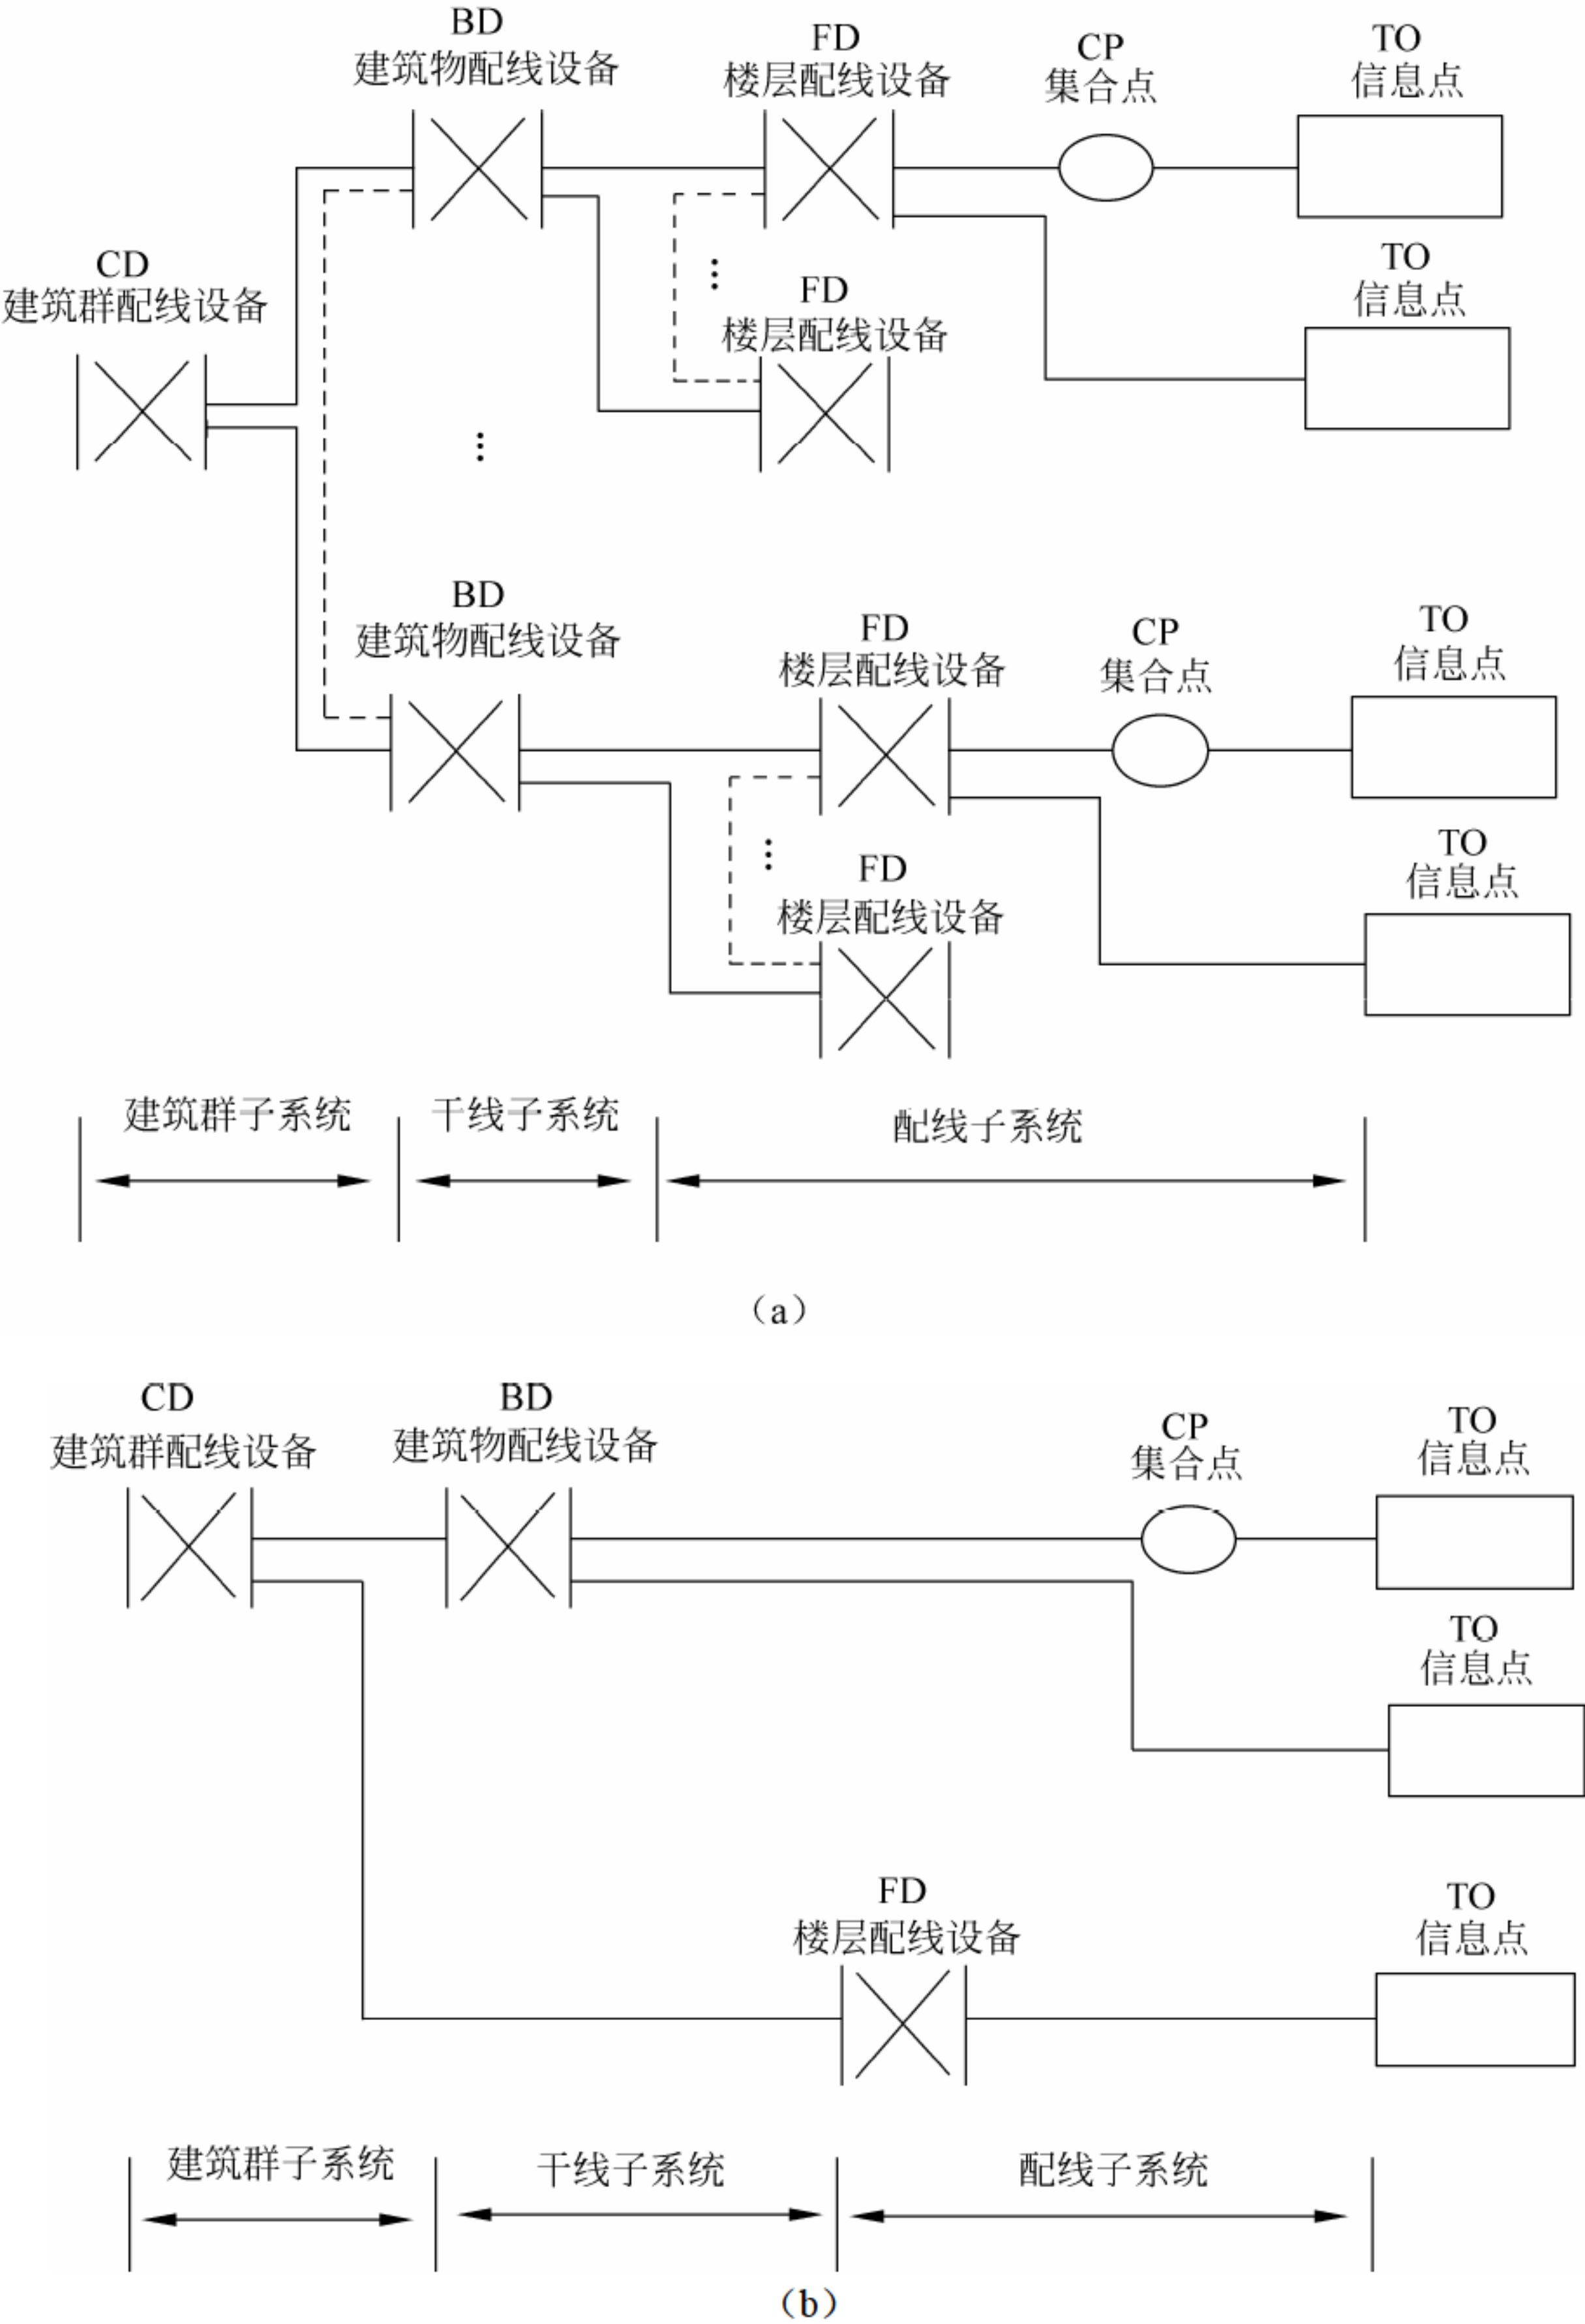 BD
建筑物配线设备
FD
楼层配线设备
CP
集合点
TO
信息点
CD
建筑群配线设备
FD
楼层配线设备
TO
信息点
BD
建筑物配线设备
FD
楼层配线设备
CP
集合点
TO
信息点
FD
楼层配线设备
TO
信息点
建筑群子系统
干线子系统
配线子系统
（a）
CD
建筑群配线设备
BD
建筑物配线设备
CP
集合点
TO
信息点
TO
信息点
FD
楼层配线设备
TO
信息点
建筑群子系统
干线子系统
配线子系统
（b）